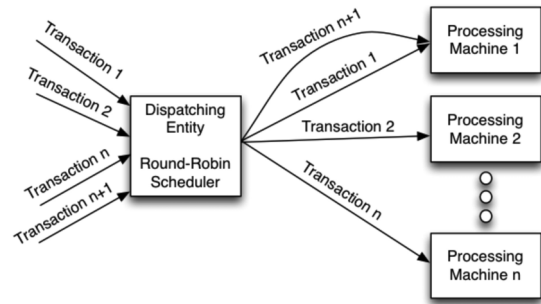 Transaction 1
Transaction 2
Transaction n
Transaction n+1
Dispatching
Entity
Round-Robin
Scheduler
Transaction n+1
Transaction 1
Transaction 2
Transaction n
Processing
Machine 1
Processing
Machine 2
Processing
Machine n